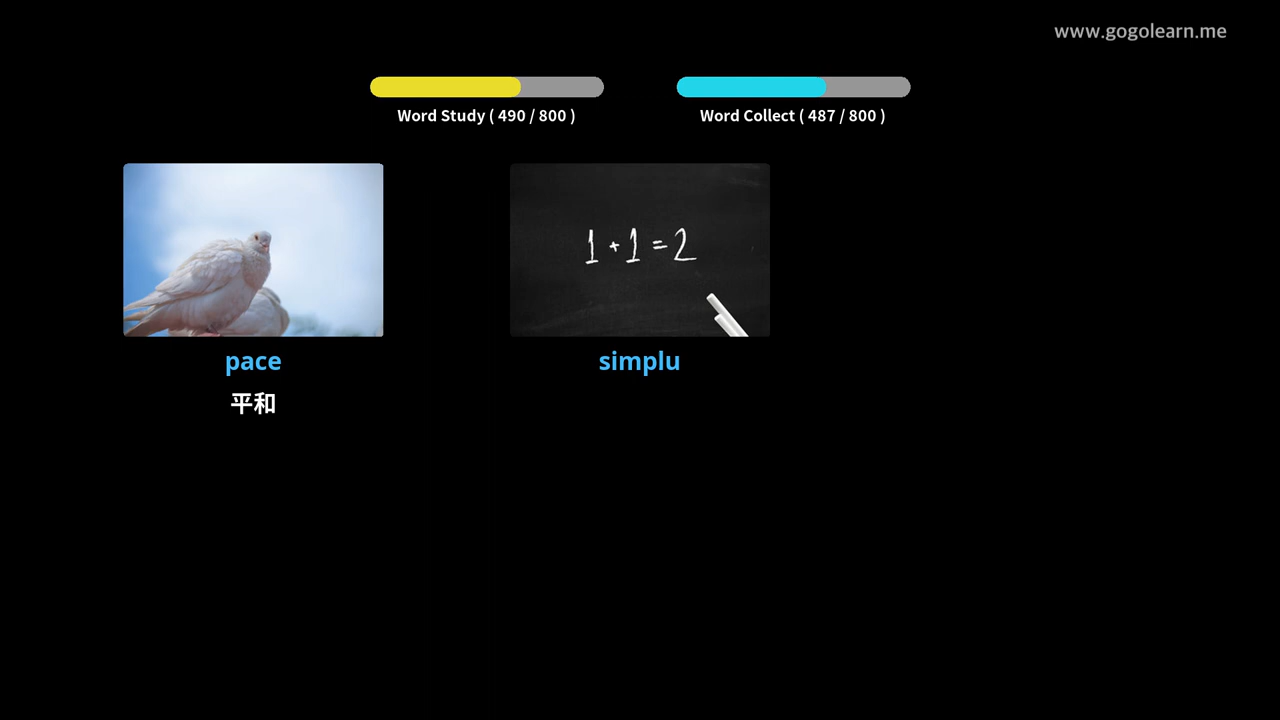 www.gogolearn.me
Word Study ( 490 / 800 )
Word Collect ( 487 / 800 )
1 + 1 = 2
pace
simplu
平和